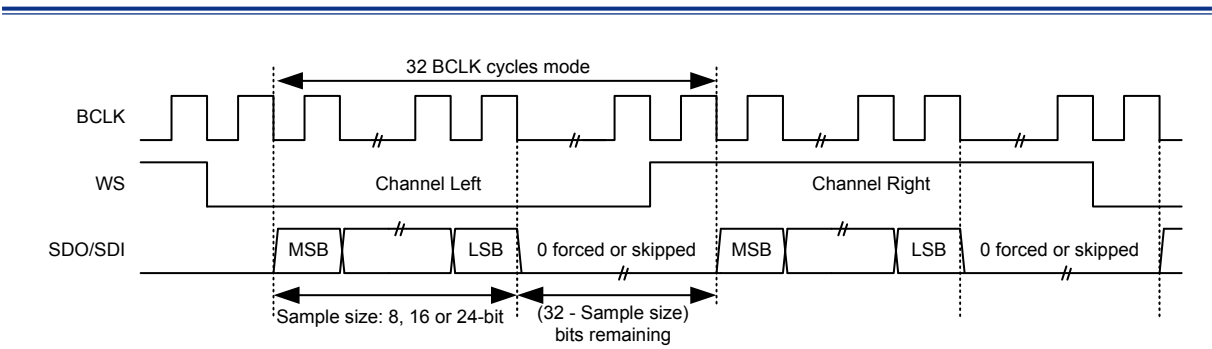 32 BCLK cycles mode
BCLK
WS
Channel Left
Channel Right
SDO/SDI
MSB
LSB
0 forced or skipped
MSB
LSB
0 forced or skipped
Sample size: 8, 16 or 24-bit
(32 - Sample size)
bits remaining